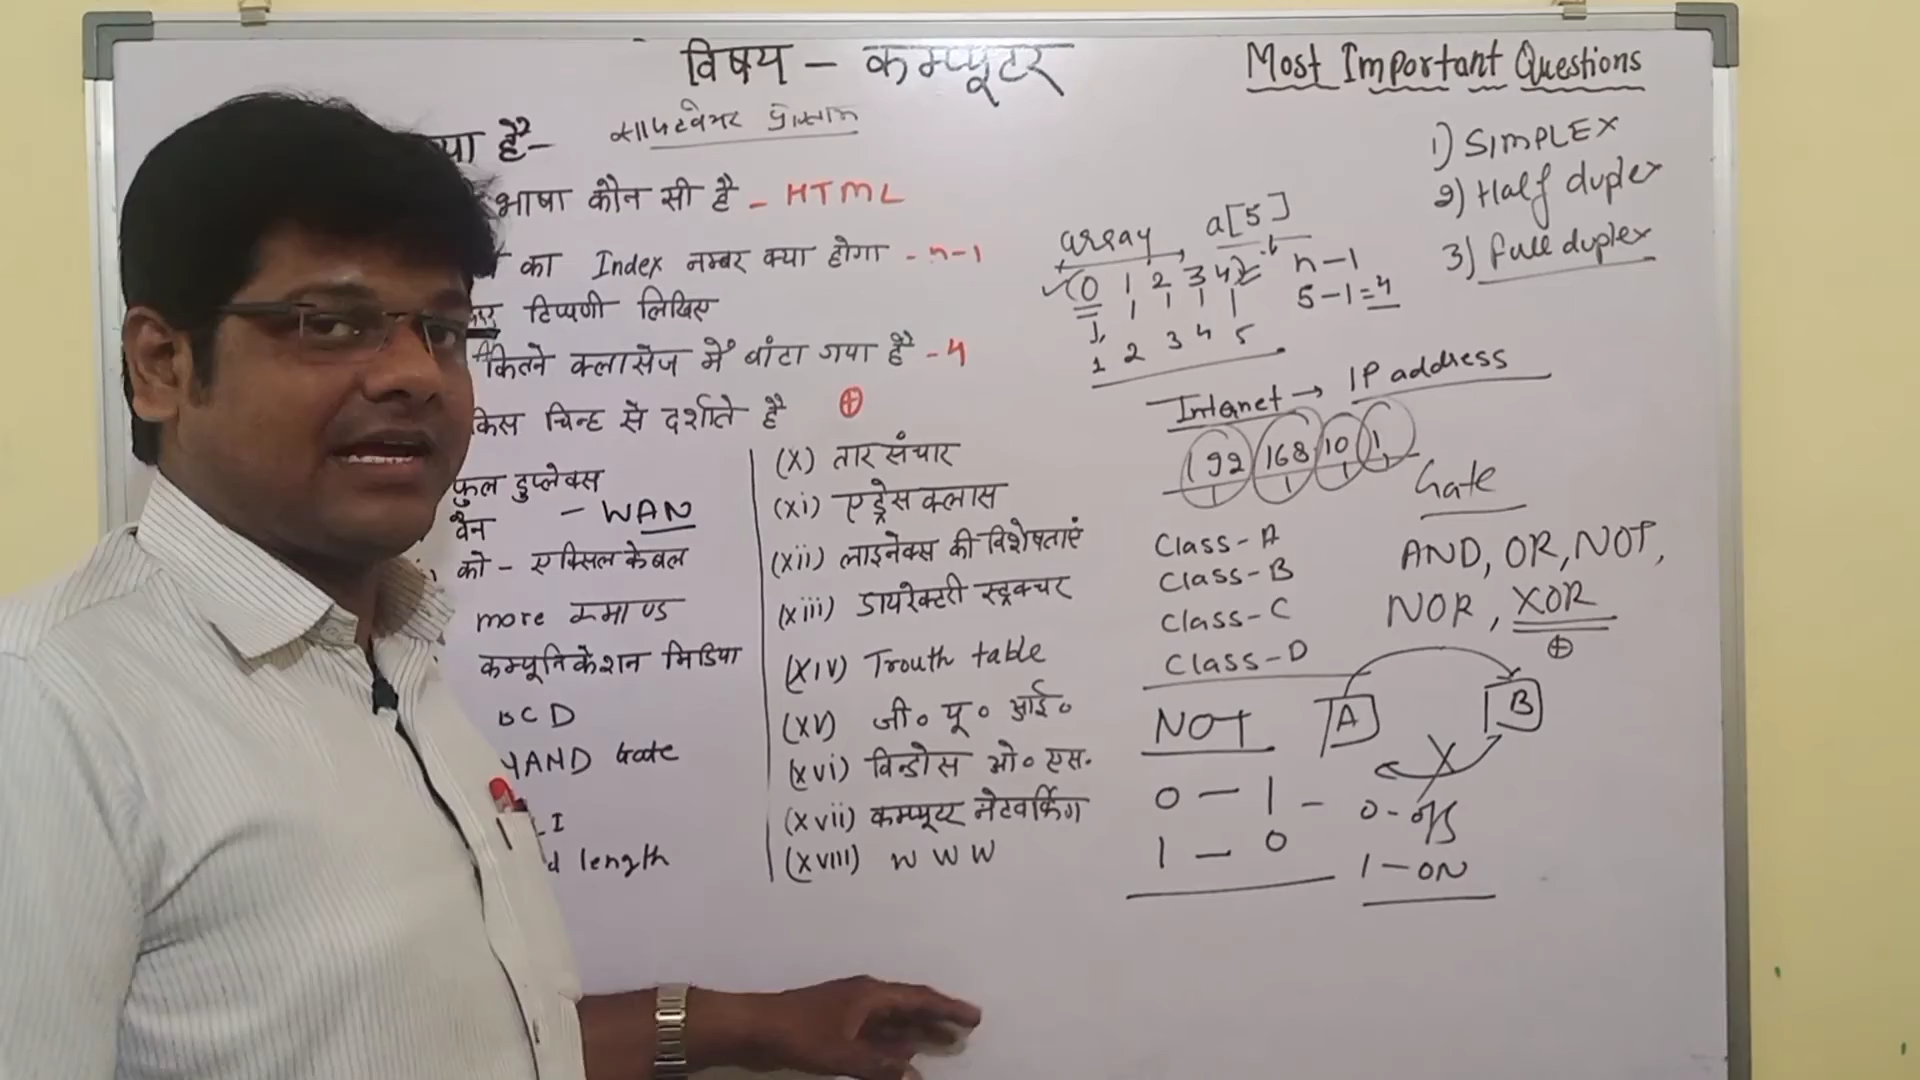 विषय – कम्प्यूटर
Most Important Questions
क्या है – साफ्टवेयर प्रोग्राम
भाषा कौन सी है – HTML
का Index नम्बर क्या होगा - n-1
टिप्पणी लिखिए
कितने क्लासेज में बांटा गया है - 4
किस चिन्ह से दर्शाते है ⊕
फुल डुप्लेक्स
वैन – WAN
को - एक्सिल केबल
more कमाण्ड
कम्यूनिकेशन मिडिया
BCD
NAND Gate
length
(X) तार संचार
(xi) एड्रेस क्लास
(xii) लाइनेक्स की विशेषताएं
(xiii) डायरेक्टरी स्ट्रक्चर
(XIV) Trouth table
(XV) जी० यू० आई०
(xvi) विन्डोस ओ० एस.
(xvii) कम्प्यूटर नेटवर्किंग
(xviii) WWW
array, a[5]
0 1 2 3 4
1 2 3 4 5
n-1
5-1=4
1) SIMPLEX
2) Half duplex
3) full duplex
Internet → IP address
192 168 10 1
Class-A
Class-B
Class-C
Class-D
Gate
AND, OR, NOT,
NOR, XOR
⊕
A B
X
NOT
0 – 1 –
1 – 0
0 - off
1 – ON